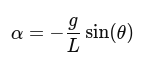 α = −g/L sin(θ)